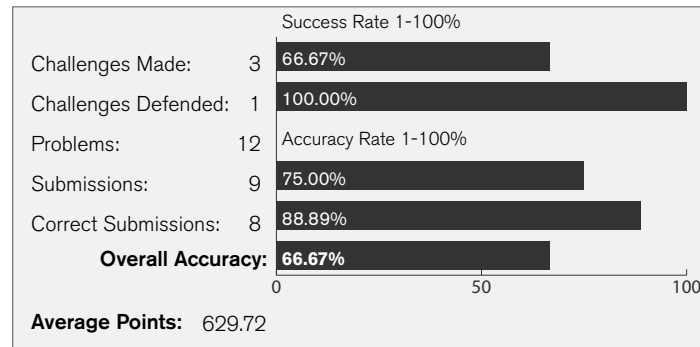 Success Rate 1-100%
Challenges Made: 3 66.67%
Challenges Defended: 1 100.00%
Problems: 12 Accuracy Rate 1-100%
Submissions: 9 75.00%
Correct Submissions: 8 88.89%
Overall Accuracy: 66.67%
0 50 100
Average Points: 629.72